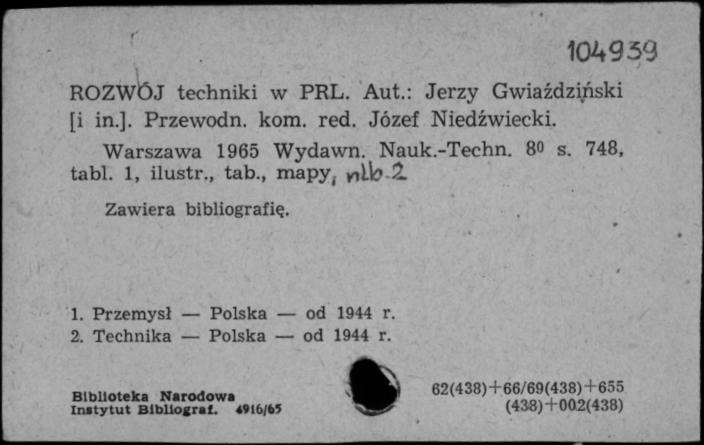 104939
ROZWÓJ techniki w PRL. Aut.: Jerzy Gwiaździński
[i in.]. Przewodn. kom. red. Józef Niedźwiecki.
Warszawa 1965 Wydawn. Nauk.-Techn. 8⁰ s. 748,
tabl. 1, ilustr., tab., mapy, nlb. 2
Zawiera bibliografię.
1. Przemysł — Polska — od 1944 r.
2. Technika — Polska — od 1944 r.
Biblioteka Narodowa
Instytut Bibliograf. 4916/65
62(438)+66/69(438)+655
(438)+002(438)